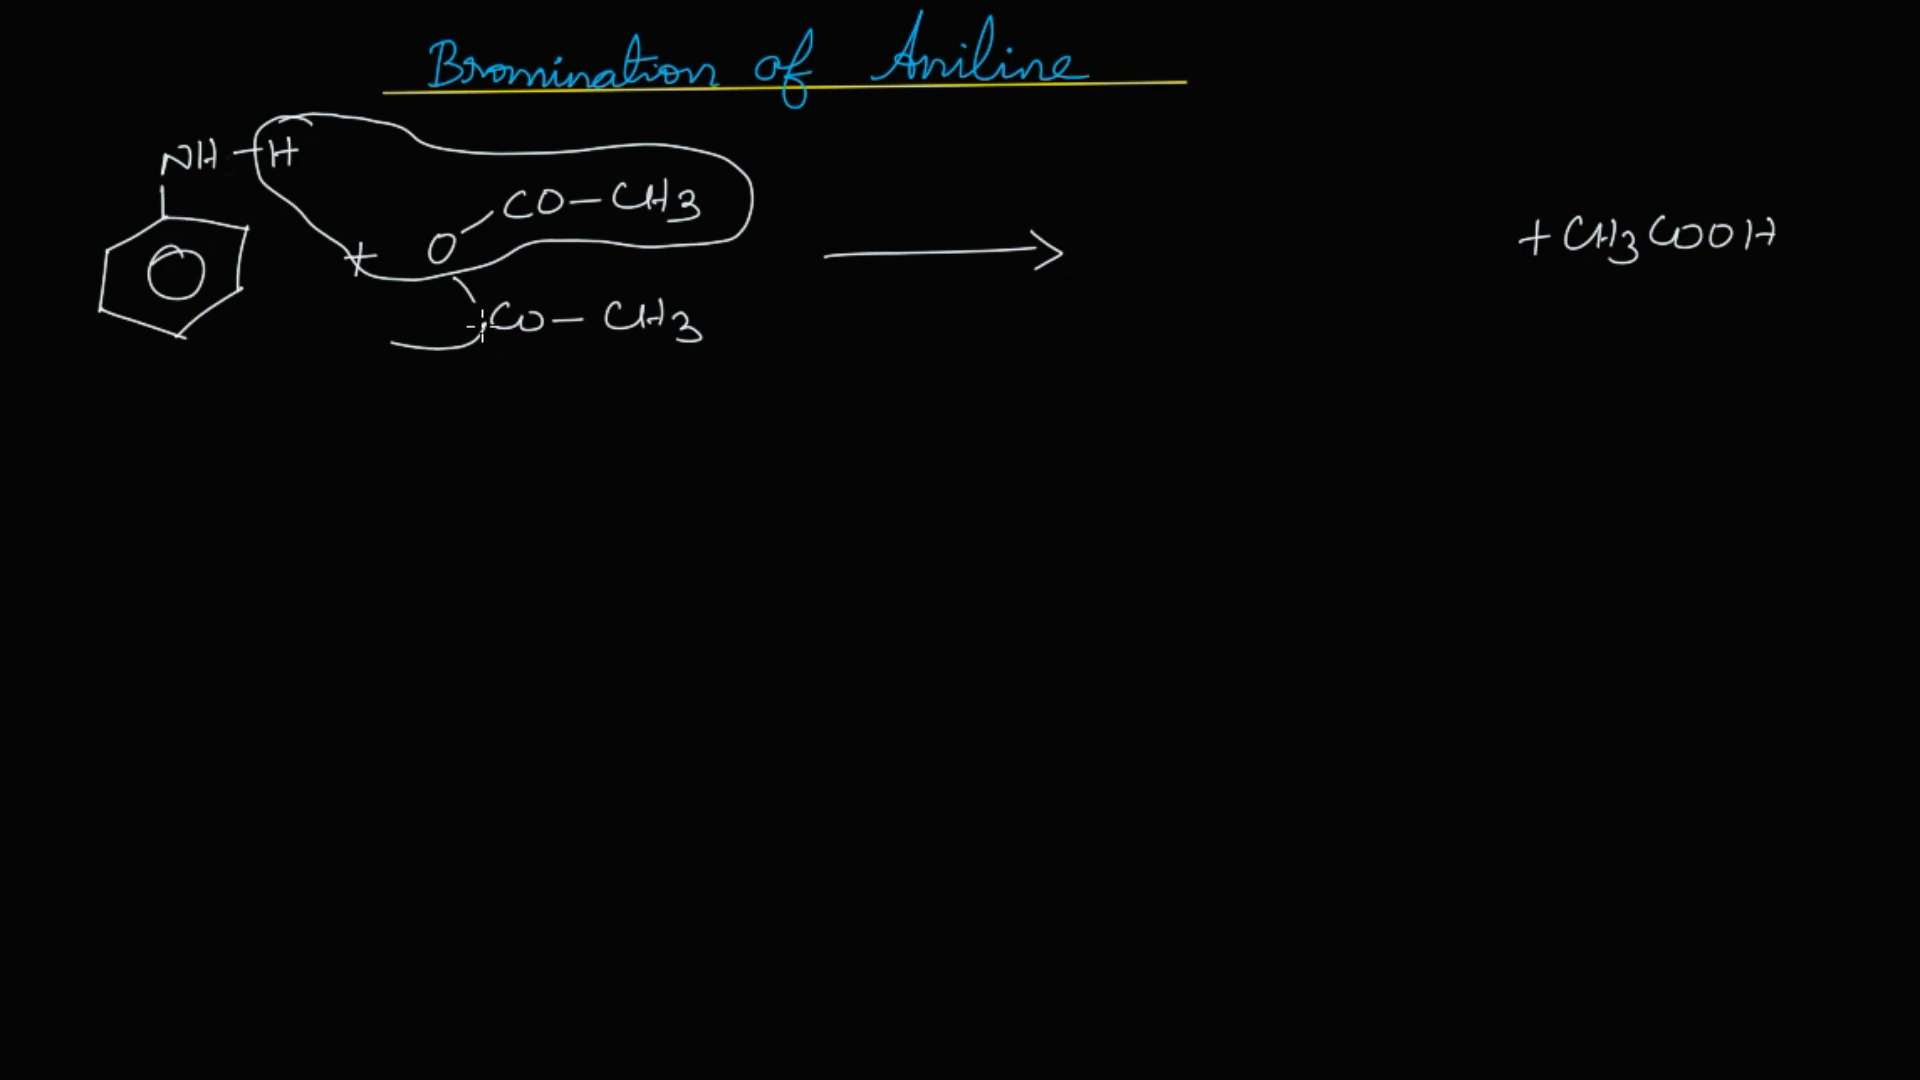 Bromination of Aniline
NH-H
CO-CH3
+ O
+ CH3COOH
CO-CH3